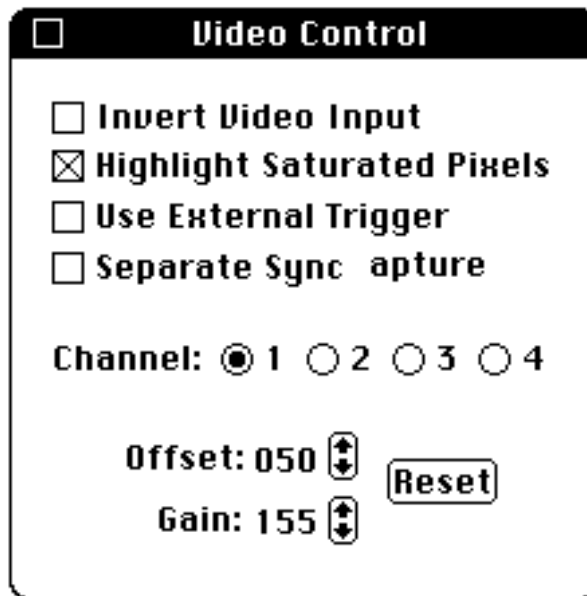 Video Control
Invert Video Input
Highlight Saturated Pixels
Use External Trigger
Separate Sync apture
Channel: 1 2 3 4
Offset: 050
Reset
Gain: 155